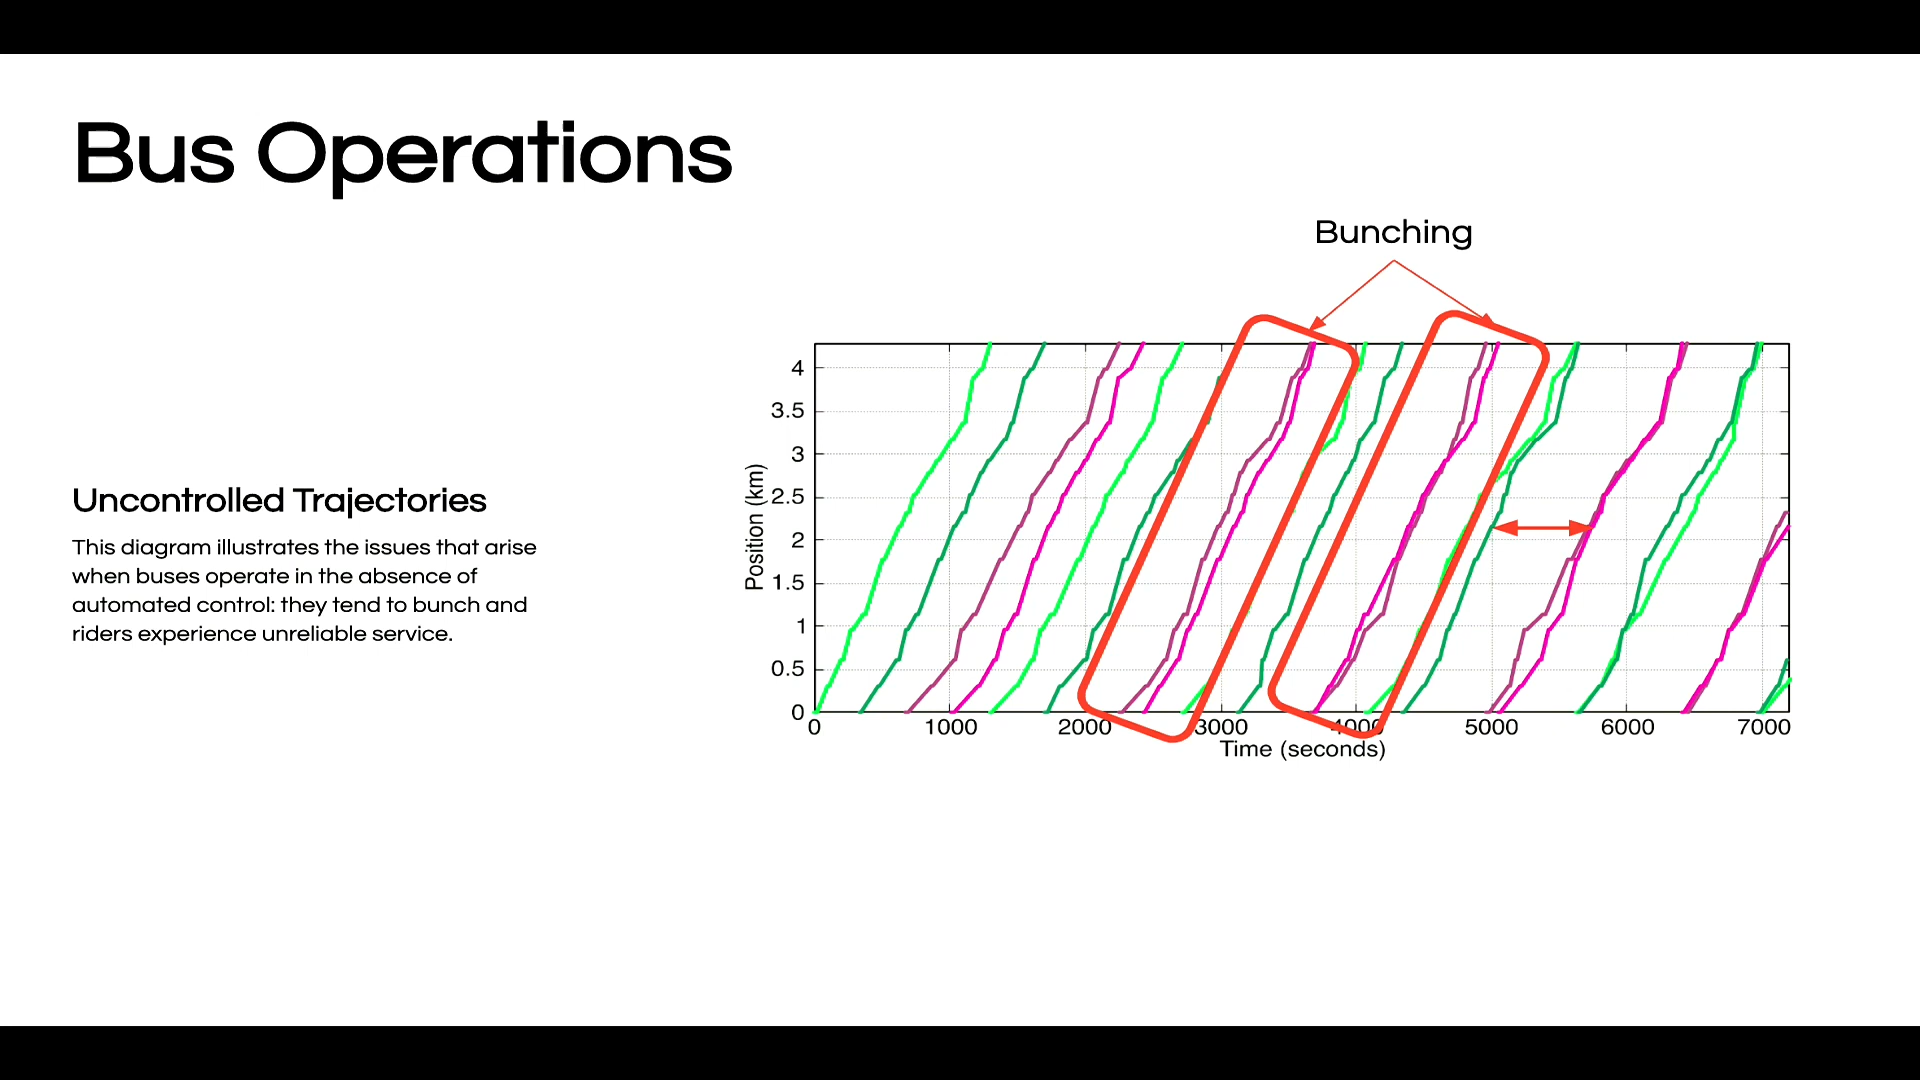 Bus Operations
Bunching
Uncontrolled Trajectories
This diagram illustrates the issues that arise
when buses operate in the absence of
automated control: they tend to bunch and
riders experience unreliable service.
Position (km)
4
3.5
3
2.5
2
1.5
1
0.5
0
0 1000 2000 3000 4000 5000 6000 7000
Time (seconds)